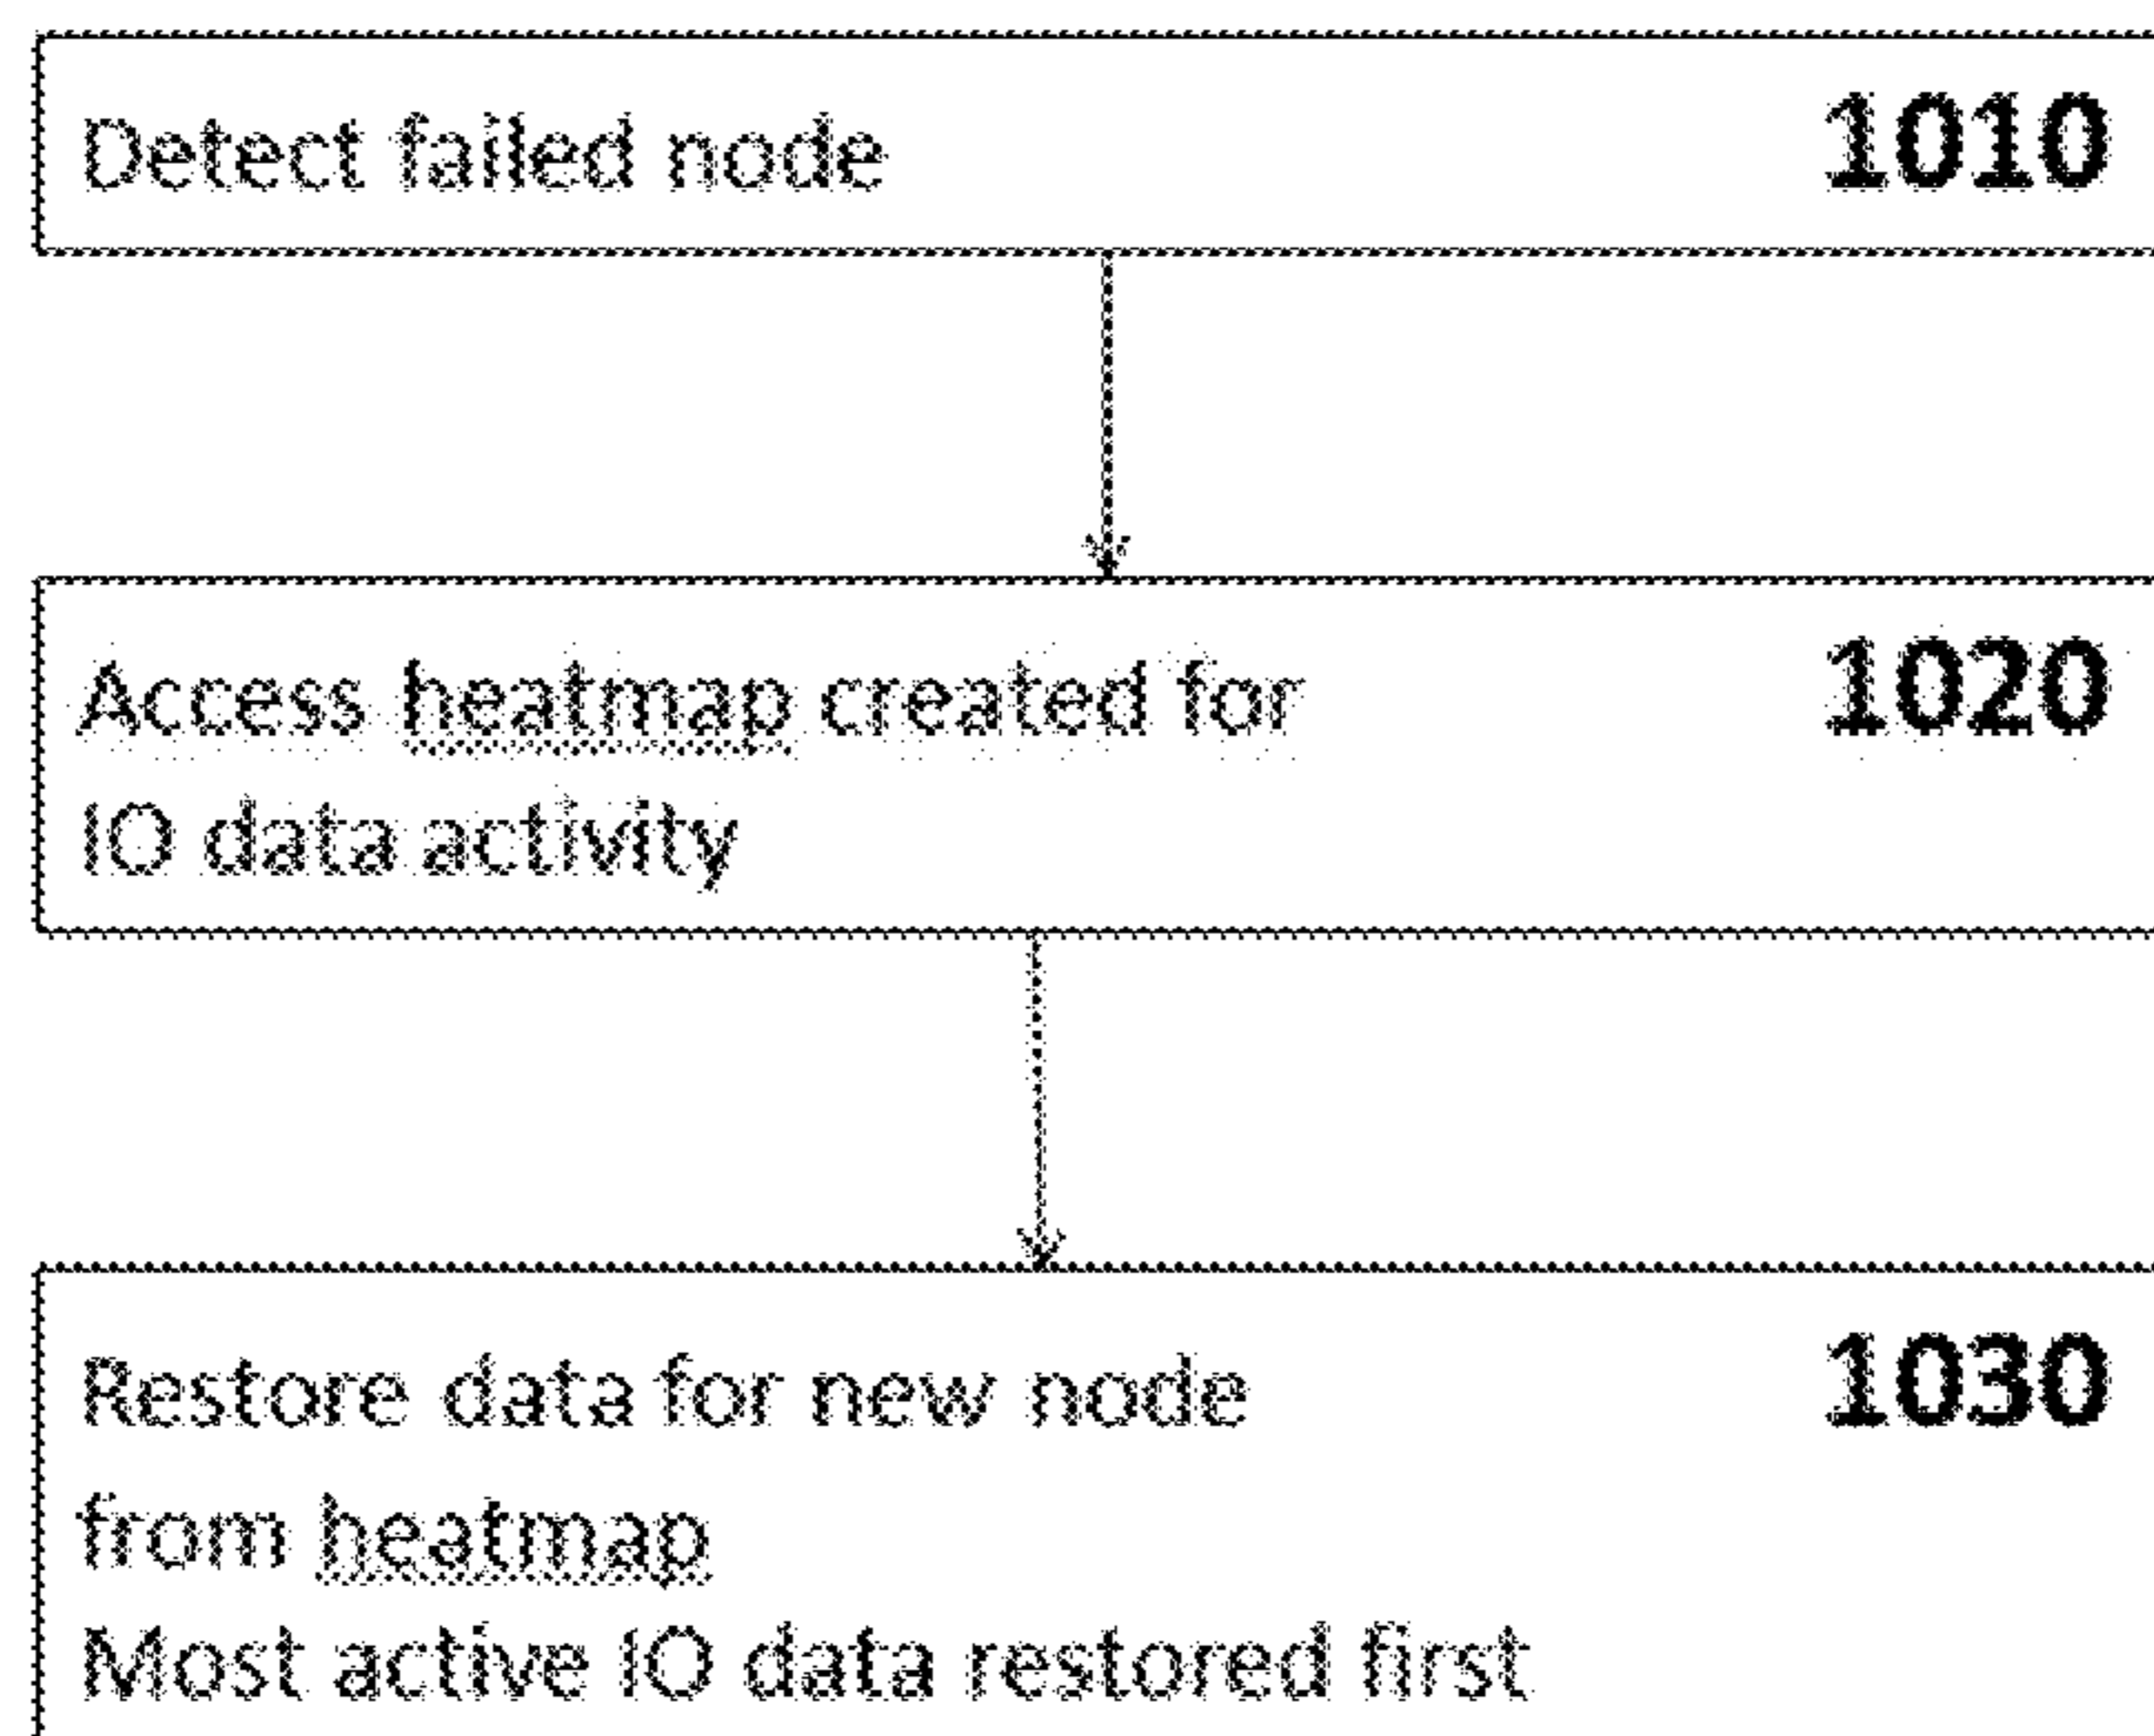 Detect failed node 1010
Access heatmap created for 1020
IO data activity
Restore data for new node 1030
from heatmap
Most active IO data restored first